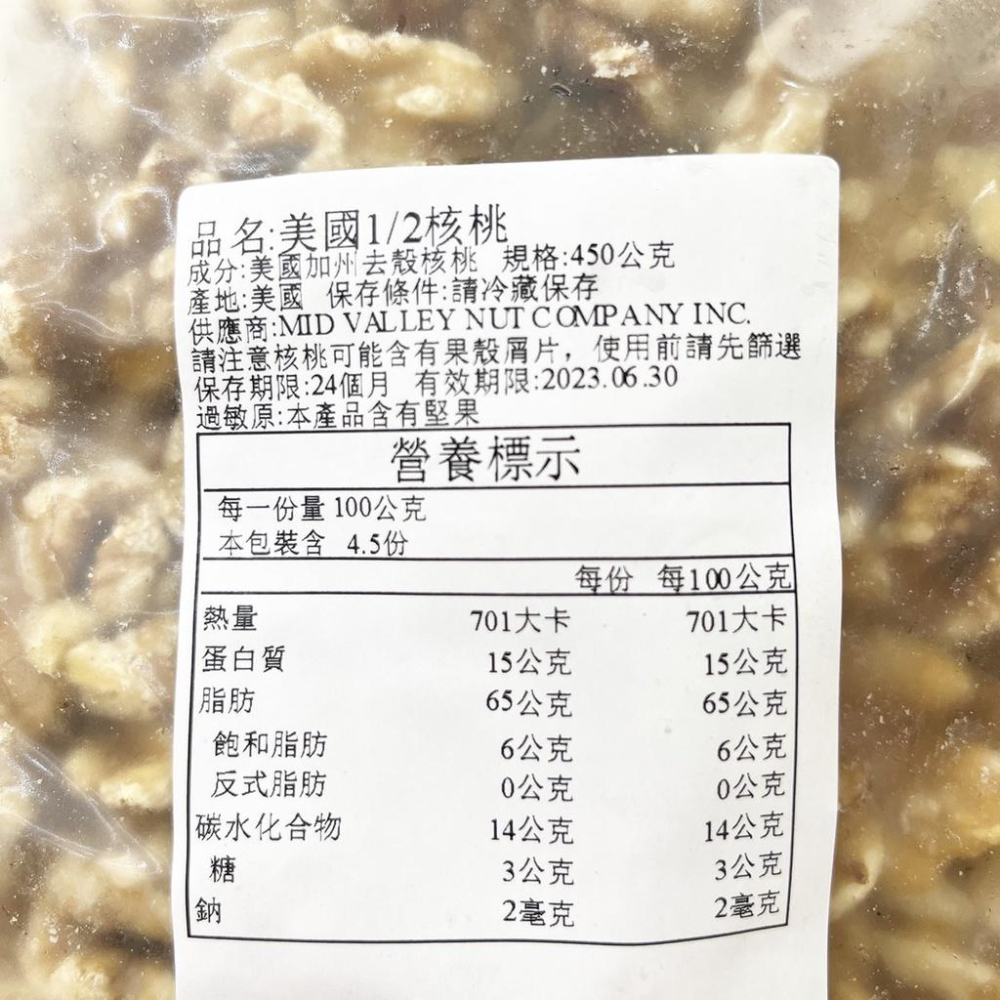 品名:美國1/2核桃
成分:美國加州去殼核桃 規格:450公克
產地:美國 保存條件:請冷藏保存
供應商:MID VALLEY NUT COMPANY INC.
請注意核桃可能含有果殼屑片，使用前請先篩選
保存期限:24個月 有效期限:2023.06.30
過敏原:本產品含有堅果
營養標示
每一份量 100公克
本包裝含 4.5份
每份 每100公克
熱量 701大卡 701大卡
蛋白質 15公克 15公克
脂肪 65公克 65公克
飽和脂肪 6公克 6公克
反式脂肪 0公克 0公克
碳水化合物 14公克 14公克
糖 3公克 3公克
鈉 2毫克 2毫克